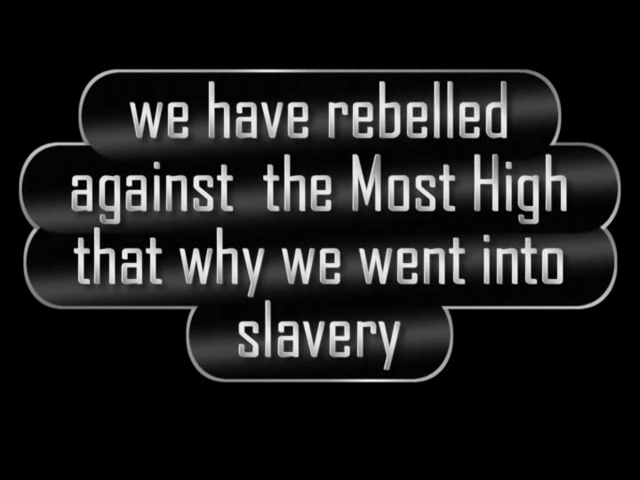 we have rebelled
against the Most High
that why we went into
slavery